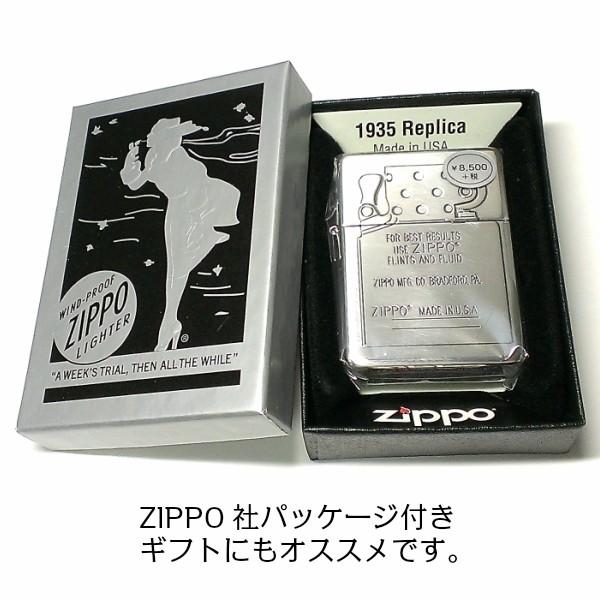 WIND-PROOF
ZIPPO
LIGHTER
®
"A WEEK'S TRIAL, THEN ALL THE WHILE"
1935 Replica
Made in USA
¥8,500
+税
FOR BEST RESULTS
USE ZIPPO®
FLINTS AND FLUID
ZIPPO MFG. CO. BRADFORD, PA.
ZIPPO® MADE IN U.S.A
zippo
ZIPPO 社パッケージ付き
ギフトにもオススメです。